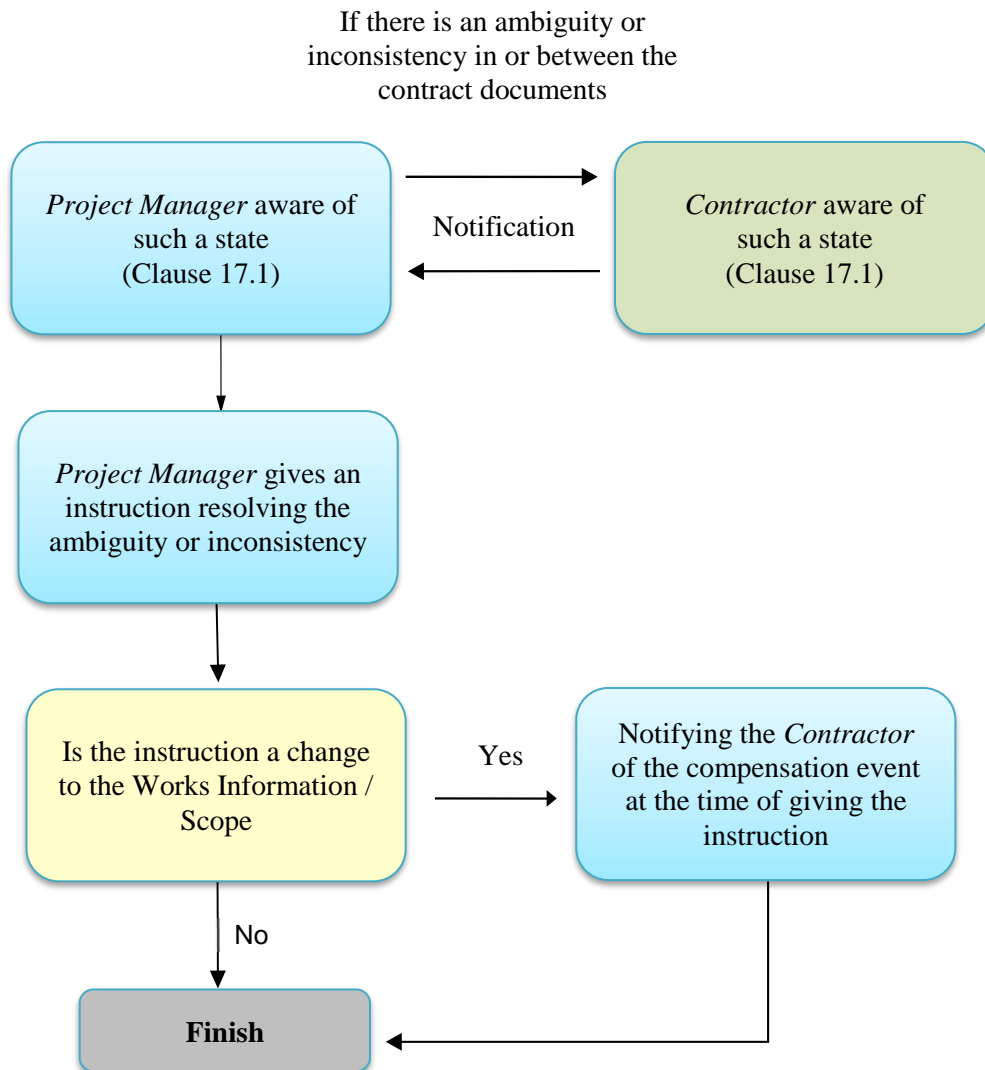 If there is an ambiguity or
inconsistency in or between the
contract documents
Project Manager aware of
such a state
(Clause 17.1)
Notification
Contractor aware of
such a state
(Clause 17.1)
Project Manager gives an
instruction resolving the
ambiguity or inconsistency
Is the instruction a change
to the Works Information /
Scope
Yes
Notifying the Contractor
of the compensation event
at the time of giving the
instruction
No
Finish